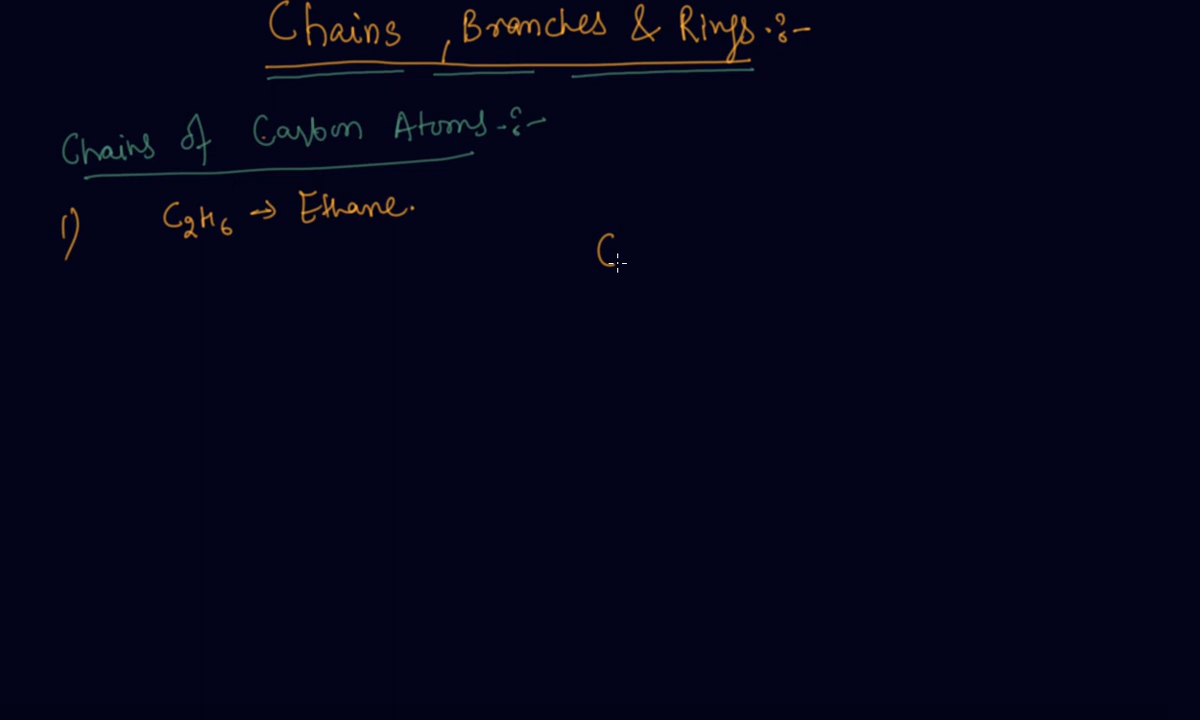 Chains, Branches & Rings :-
Chains of Carbon Atoms :-
1) C₂H₆ → Ethane.
C